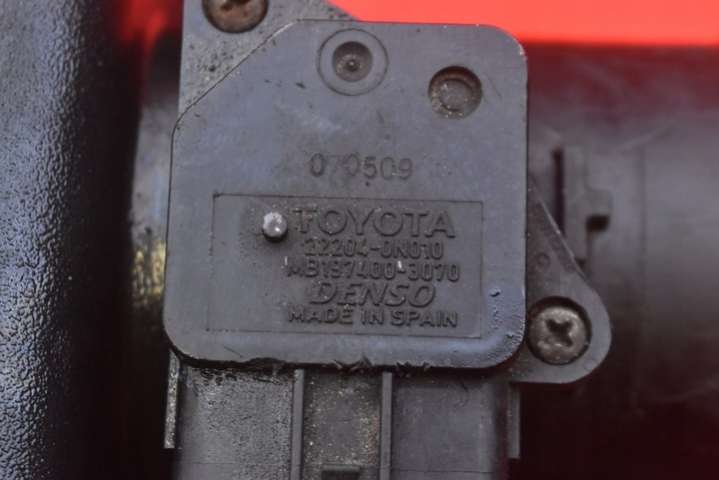 070509
TOYOTA
22204-0N010
MB197400-3070
DENSO
MADE IN SPAIN